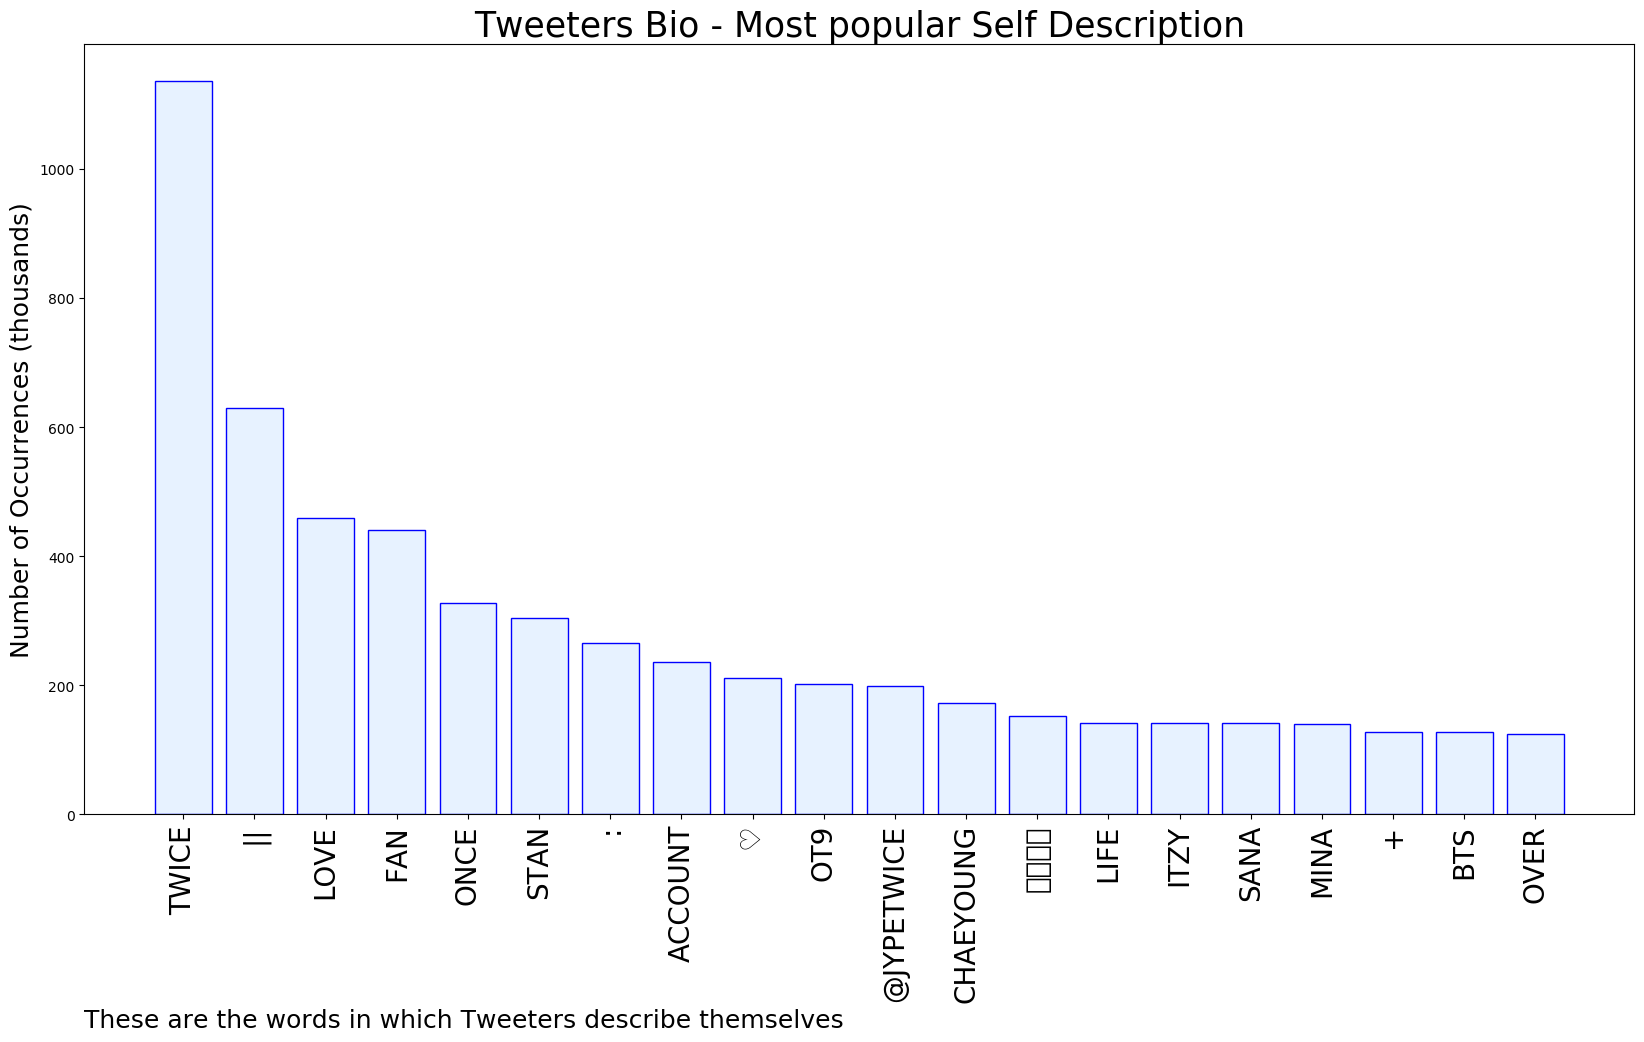 Tweeters Bio - Most popular Self Description
Number of Occurrences (thousands)
1000
800
600
400
200
0
TWICE
||
LOVE
FAN
ONCE
STAN
:
ACCOUNT
♡
OT9
@JYPETWICE
CHAEYOUNG
LIFE
ITZY
SANA
MINA
+
BTS
OVER
These are the words in which Tweeters describe themselves